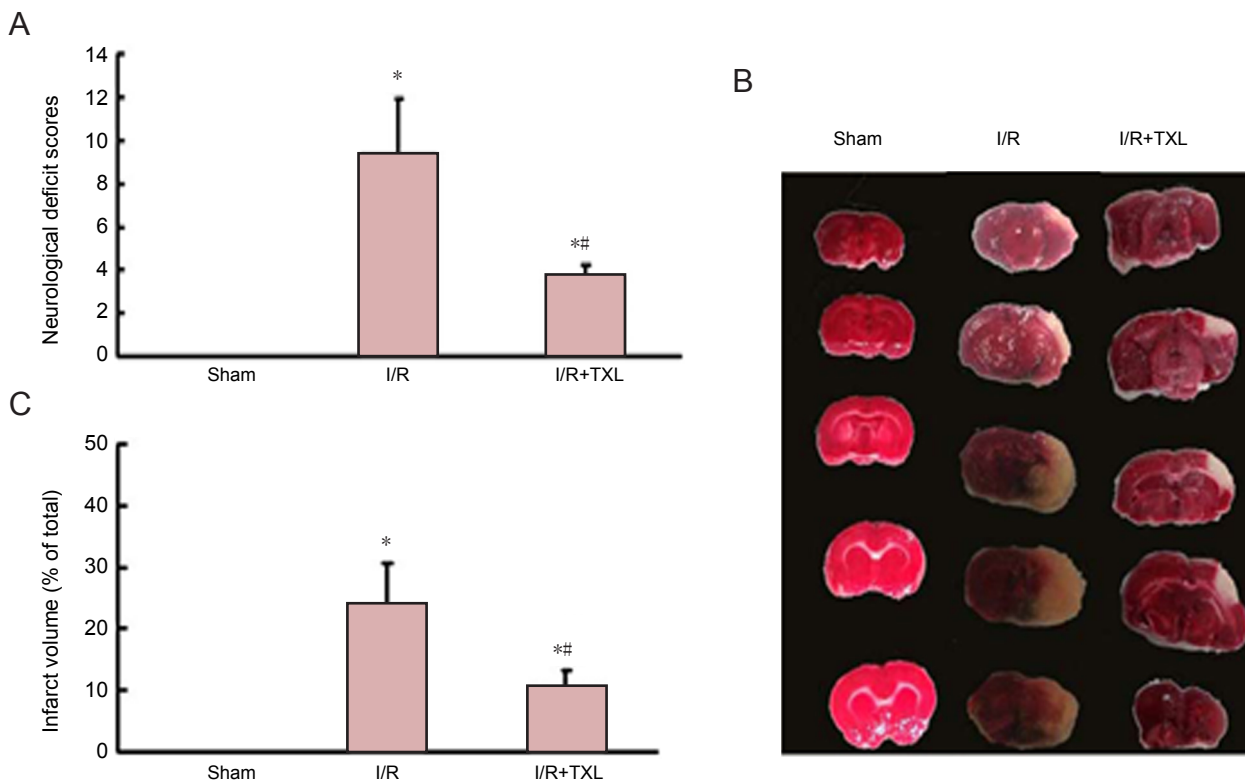 A
Neurological deficit scores
14
12
10
8
6
4
2
0
*
*#
Sham I/R I/R+TXL
B
Sham I/R I/R+TXL
C
Infarct volume (% of total)
50
40
30
20
10
0
*
*#
Sham I/R I/R+TXL